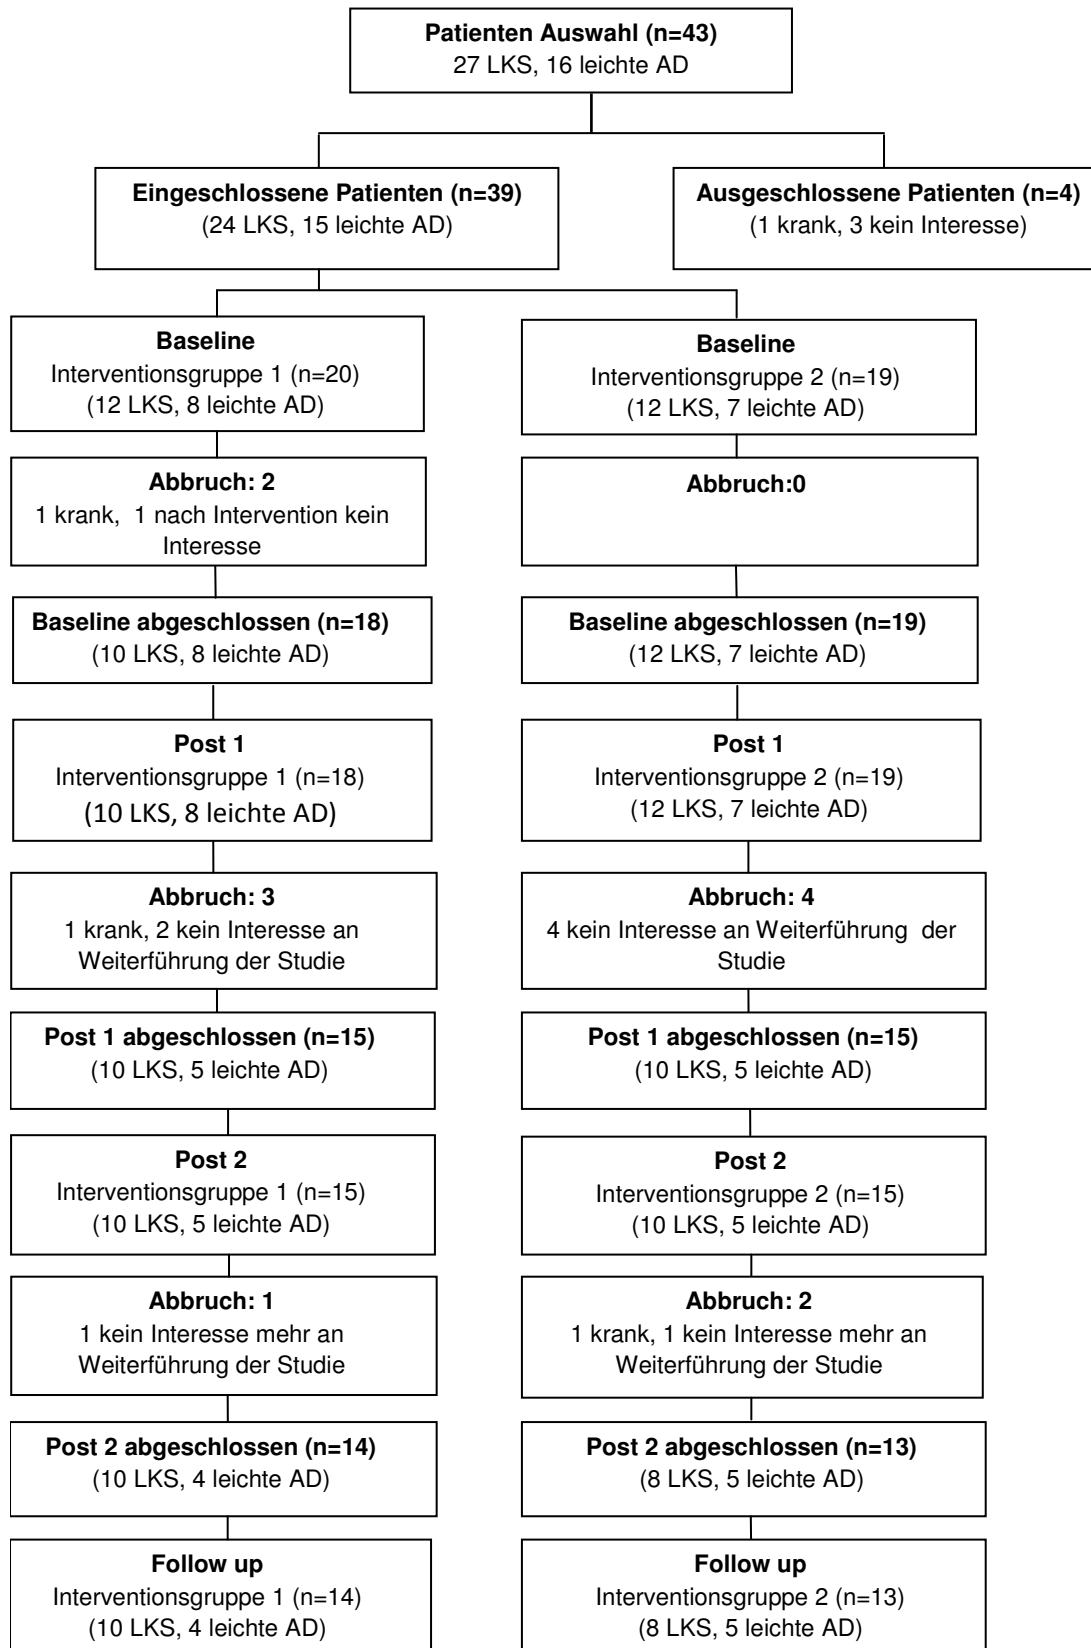 Patienten Auswahl (n=43)
27 LKS, 16 leichte AD
Eingeschlossene Patienten (n=39)
(24 LKS, 15 leichte AD)
Ausgeschlossene Patienten (n=4)
(1 krank, 3 kein Interesse)
Baseline
Interventionsgruppe 1 (n=20)
(12 LKS, 8 leichte AD)
Baseline
Interventionsgruppe 2 (n=19)
(12 LKS, 7 leichte AD)
Abbruch: 2
1 krank,  1 nach Intervention kein
Interesse
Abbruch:0
Baseline abgeschlossen (n=18)
(10 LKS, 8 leichte AD)
Baseline abgeschlossen (n=19)
(12 LKS, 7 leichte AD)
Post 1
Interventionsgruppe 1 (n=18)
(10 LKS, 8 leichte AD)
Post 1
Interventionsgruppe 2 (n=19)
(12 LKS, 7 leichte AD)
Abbruch: 3
1 krank, 2 kein Interesse an
Weiterführung der Studie
Abbruch: 4
4 kein Interesse an Weiterführung  der
Studie
Post 1 abgeschlossen (n=15)
(10 LKS, 5 leichte AD)
Post 1 abgeschlossen (n=15)
(10 LKS, 5 leichte AD)
Post 2
Interventionsgruppe 1 (n=15)
(10 LKS, 5 leichte AD)
Post 2
Interventionsgruppe 2 (n=15)
(10 LKS, 5 leichte AD)
Abbruch: 1
1 kein Interesse mehr an
Weiterführung der Studie
Abbruch: 2
1 krank, 1 kein Interesse mehr an
Weiterführung der Studie
Post 2 abgeschlossen (n=14)
(10 LKS, 4 leichte AD)
Post 2 abgeschlossen (n=13)
(8 LKS, 5 leichte AD)
Follow up
Interventionsgruppe 1 (n=14)
(10 LKS, 4 leichte AD)
Follow up
Interventionsgruppe 2 (n=13)
(8 LKS, 5 leichte AD)